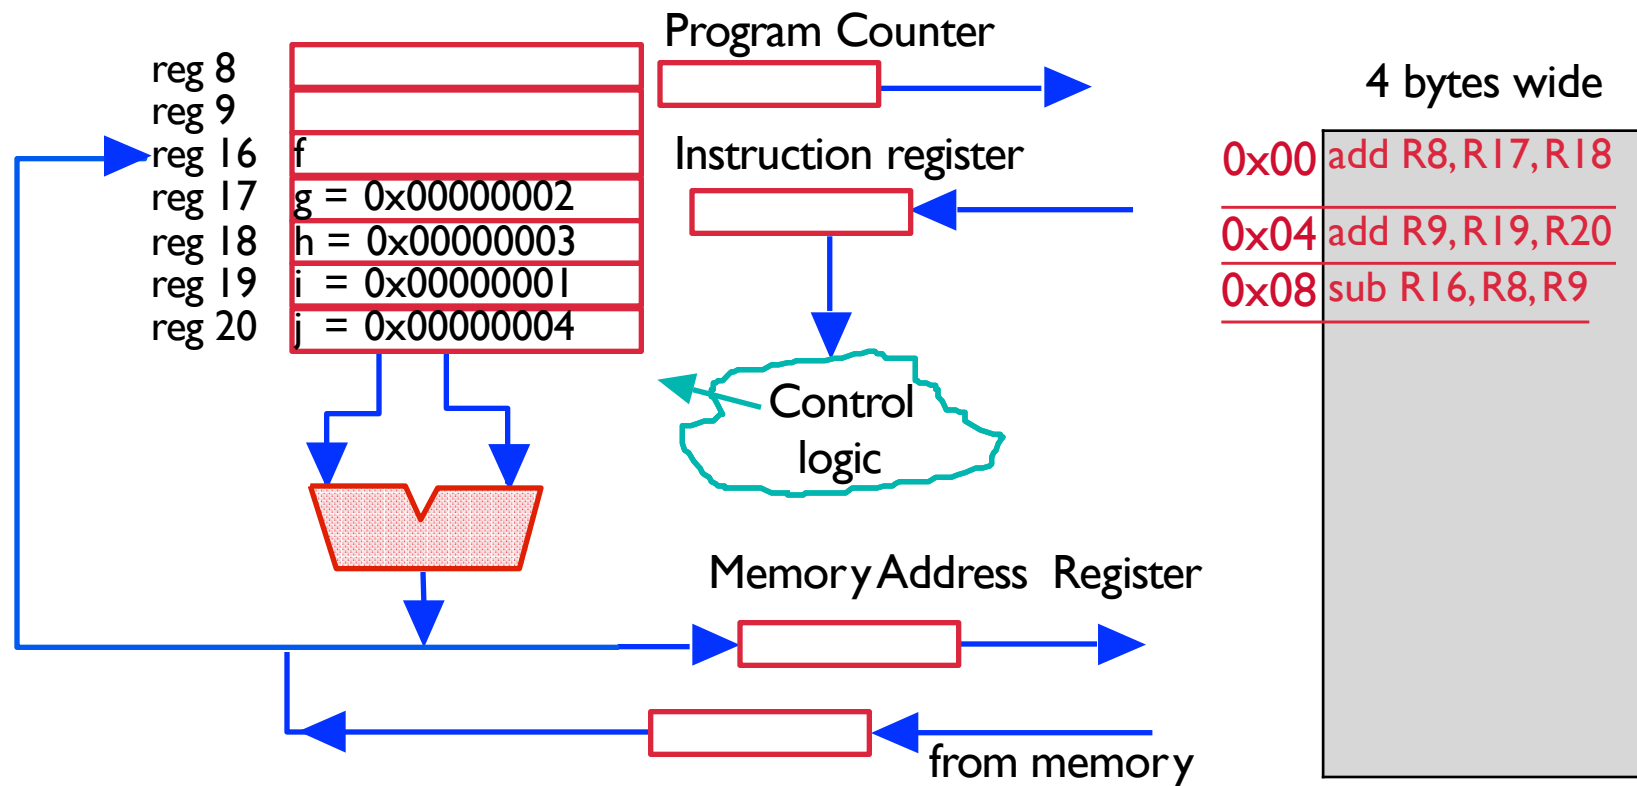 Program Counter
reg 8
reg 9
reg 16 f
reg 17 g = 0x00000002
reg 18 h = 0x00000003
reg 19 i = 0x00000001
reg 20 j = 0x00000004
Instruction register
Control
logic
Memory Address Register
from memory
4 bytes wide
0x00 add R8, R17, R18
0x04 add R9, R19, R20
0x08 sub R16, R8, R9